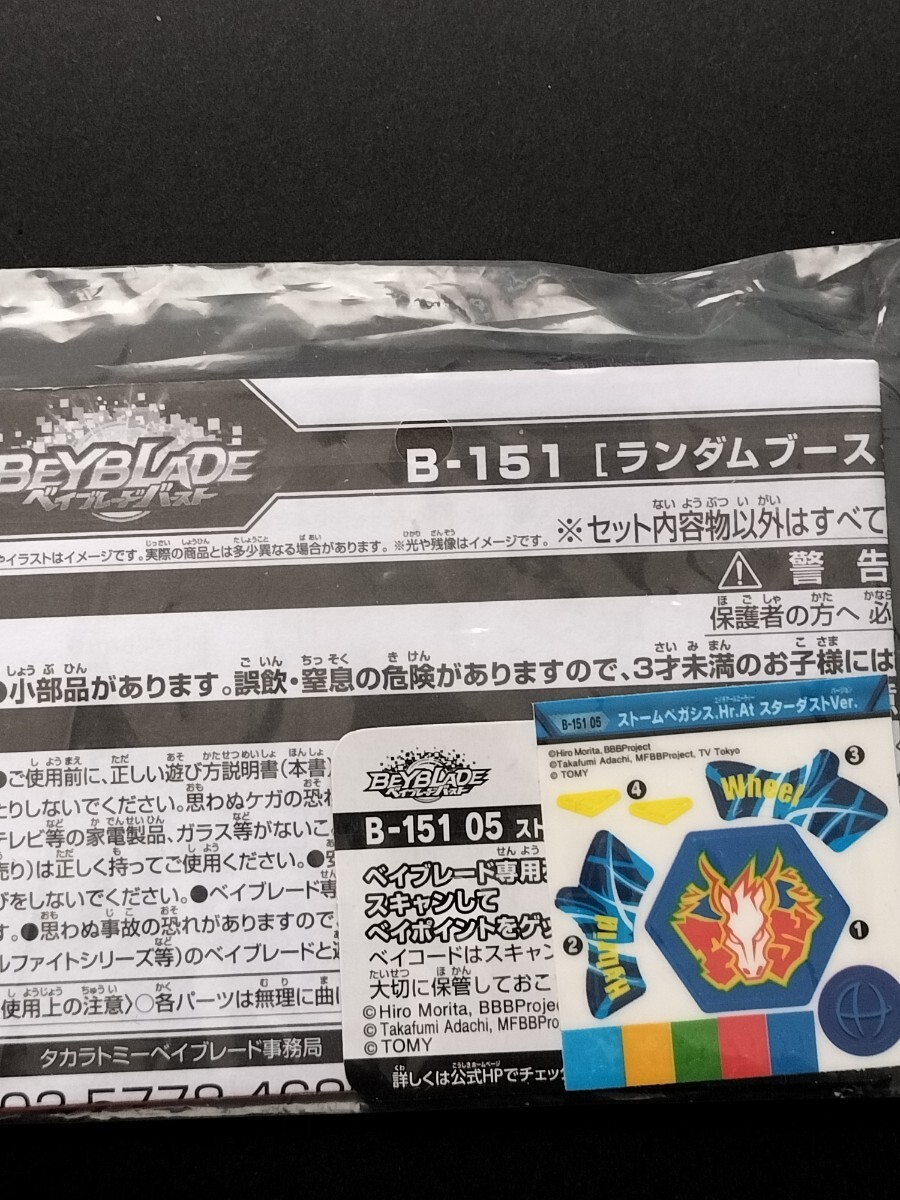 BEYBLADE
ベイブレードバースト
B-151 [ランダムブース
※セット内容物以外はすべて
やイラストはイメージです。実際の商品とは多少異なる場合があります。 ※光や残像はイメージです。
⚠ 警告
保護者の方へ 必
●小部品があります。誤飲・窒息の危険がありますので、3才未満のお子様には
●ご使用前に、正しい遊び方説明書(本書)
たりしないでください。思わぬケガの恐れ
テレビ等の家電製品、ガラス等がないこ
売り)は正しく持ってご使用ください。●
びをしないでください。●ベイブレード専
す。●思わぬ事故の恐れがありますので
ルファイトシリーズ等)のベイブレードと
使用上の注意〉○各パーツは無理に曲
タカラトミーベイブレード事務局
BEYBLADE
ベイブレードバースト
B-151 05 スト
ベイブレード専用
スキャンして
ベイポイントをゲッ
ベイコードはスキャン
大切に保管しておこ
©Hiro Morita, BBBProjec
©Takafumi Adachi, MFBBPro
© TOMY
詳しくは公式HPでチェッ
B-151 05 ストームペガシス.Hr.At スターダストVer.
©Hiro Morita, BBBProject
©Takafumi Adachi, MFBBProject, TV Tokyo
© TOMY
3
4
Wheel
2
Hybrid
1